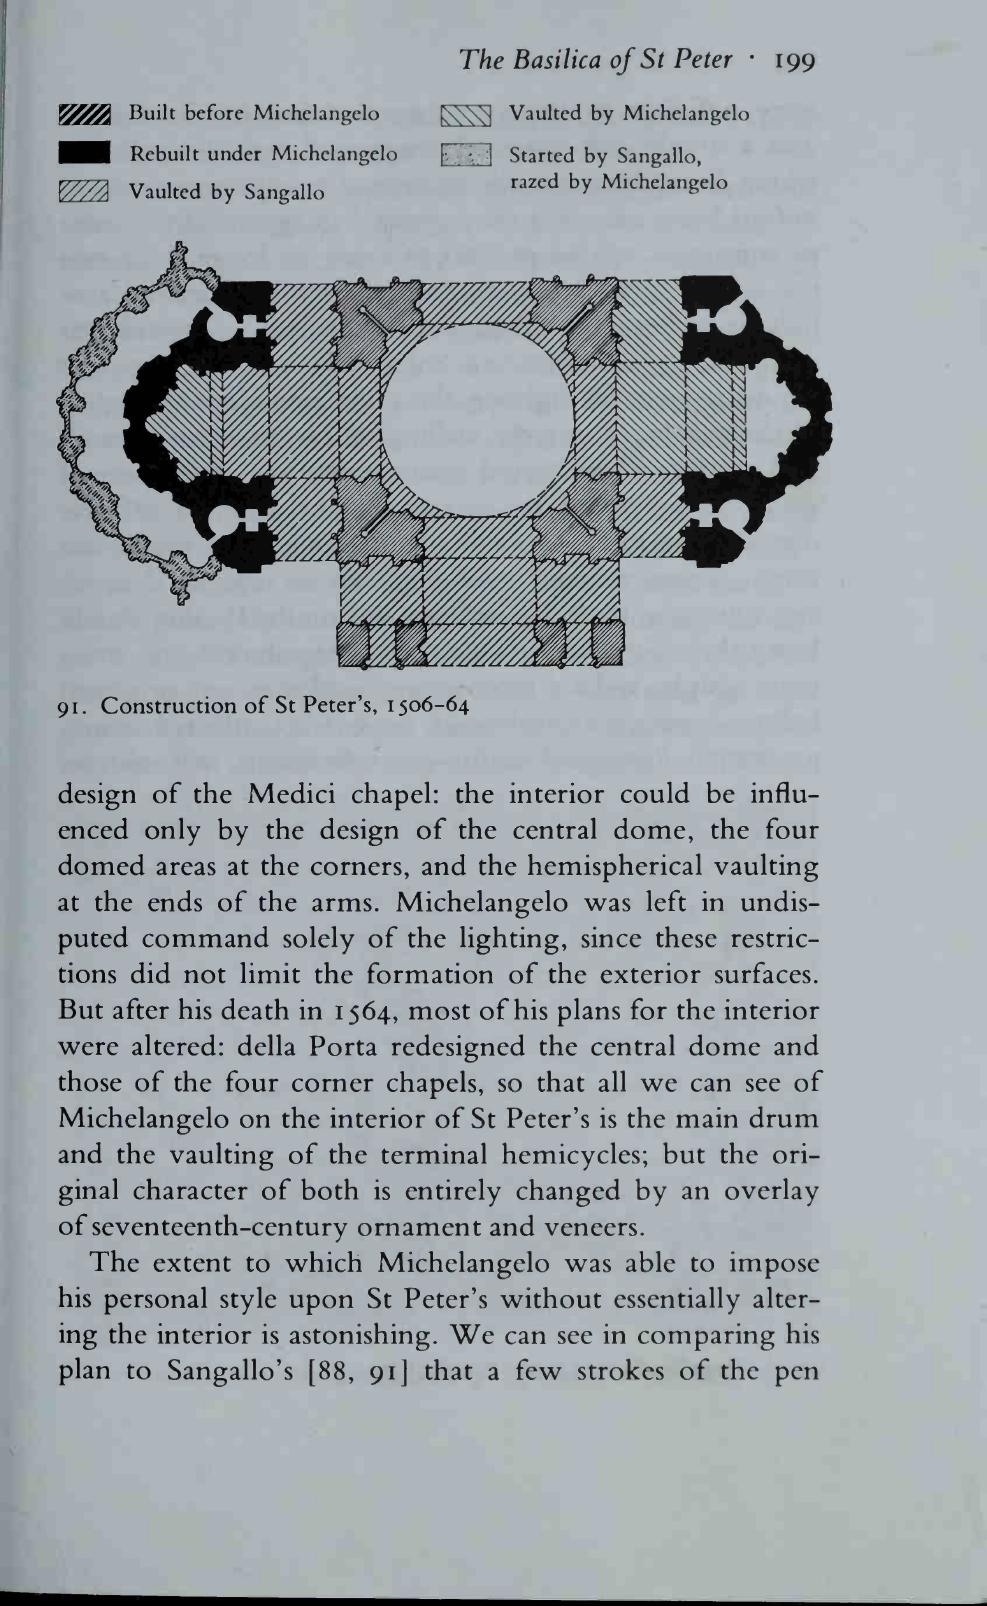 The Basilica of St Peter · 199
Built before Michelangelo
Rebuilt under Michelangelo
Vaulted by Sangallo
Vaulted by Michelangelo
Started by Sangallo,
razed by Michelangelo
91. Construction of St Peter's, 1506–64
design of the Medici chapel: the interior could be influ-
enced only by the design of the central dome, the four
domed areas at the corners, and the hemispherical vaulting
at the ends of the arms. Michelangelo was left in undis-
puted command solely of the lighting, since these restric-
tions did not limit the formation of the exterior surfaces.
But after his death in 1564, most of his plans for the interior
were altered: della Porta redesigned the central dome and
those of the four corner chapels, so that all we can see of
Michelangelo on the interior of St Peter's is the main drum
and the vaulting of the terminal hemicycles; but the ori-
ginal character of both is entirely changed by an overlay
of seventeenth-century ornament and veneers.
The extent to which Michelangelo was able to impose
his personal style upon St Peter's without essentially alter-
ing the interior is astonishing. We can see in comparing his
plan to Sangallo's [88, 91] that a few strokes of the pen